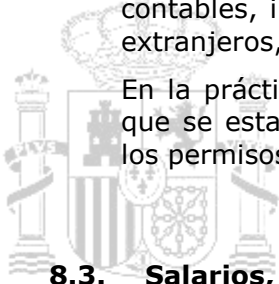 contables, i
extranjeros,
En la prácti
que se esta
los permisos
8.3. Salarios,